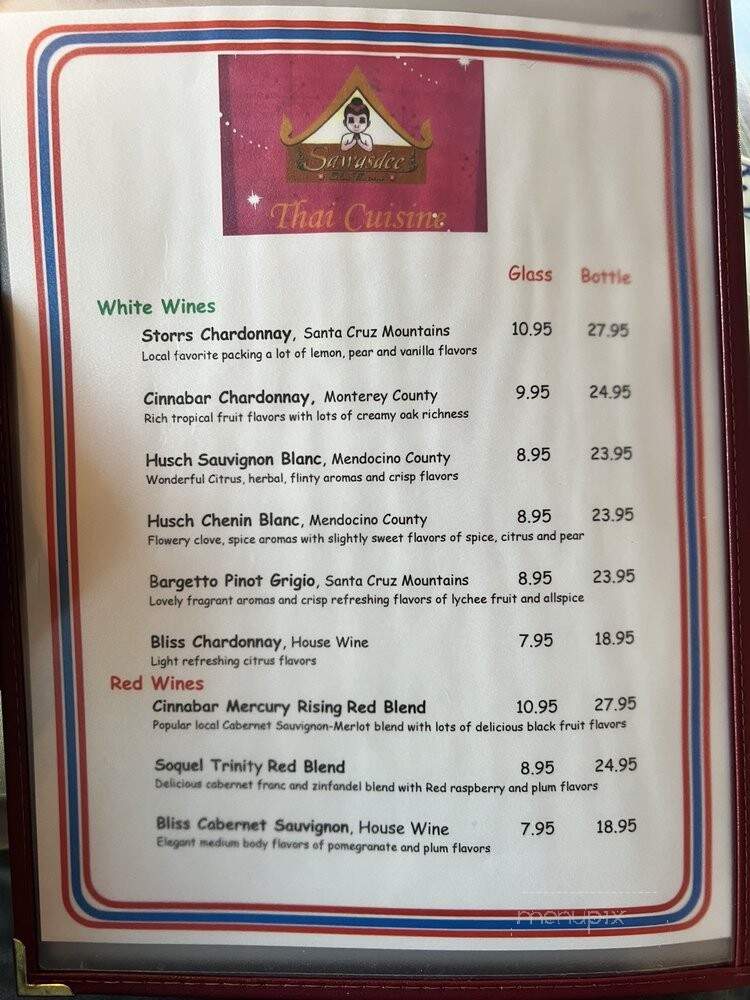 Sawasdee
Thai Cuisine
Glass Bottle
White Wines
Storrs Chardonnay, Santa Cruz Mountains 10.95 27.95
Local favorite packing a lot of lemon, pear and vanilla flavors
Cinnabar Chardonnay, Monterey County 9.95 24.95
Rich tropical fruit flavors with lots of creamy oak richness
Husch Sauvignon Blanc, Mendocino County 8.95 23.95
Wonderful Citrus, herbal, flinty aromas and crisp flavors
Husch Chenin Blanc, Mendocino County 8.95 23.95
Flowery clove, spice aromas with slightly sweet flavors of spice, citrus and pear
Bargetto Pinot Grigio, Santa Cruz Mountains 8.95 23.95
Lovely fragrant aromas and crisp refreshing flavors of lychee fruit and allspice
Bliss Chardonnay, House Wine 7.95 18.95
Light refreshing citrus flavors
Red Wines
Cinnabar Mercury Rising Red Blend 10.95 27.95
Popular local Cabernet Sauvignon-Merlot blend with lots of delicious black fruit flavors
Soquel Trinity Red Blend 8.95 24.95
Delicious cabernet franc and zinfandel blend with Red raspberry and plum flavors
Bliss Cabernet Sauvignon, House Wine 7.95 18.95
Elegant medium body flavors of pomegranate and plum flavors
menupix